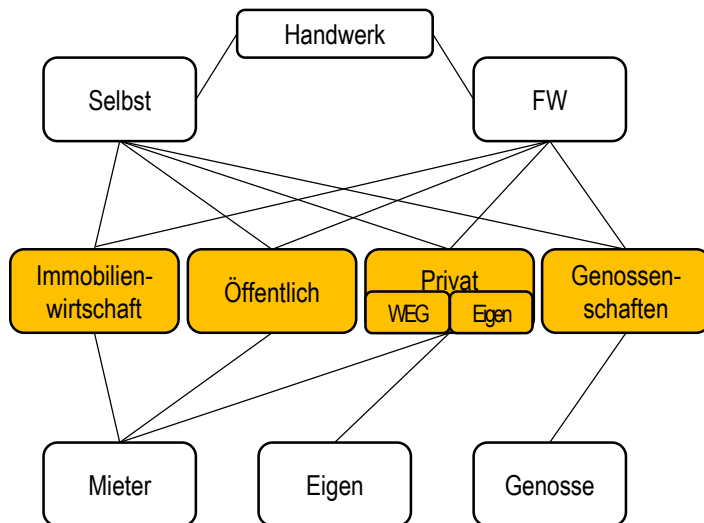 Handwerk
Selbst
FW
Immobilien-
wirtschaft
Öffentlich
Privat
WEG
Eigen
Genossen-
schaften
Mieter
Eigen
Genosse